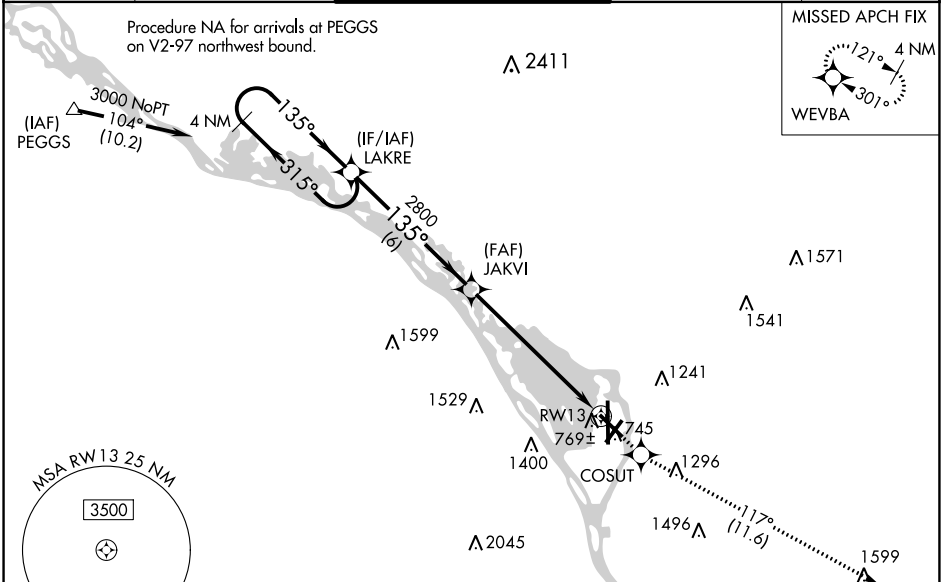 Procedure NA for arrivals at PEGGS
on V2-97 northwest bound.
MISSED APCH FIX
121°
4 NM
301°
WEVBA
2411
3000 NoPT
104°
(10.2)
(IAF)
PEGGS
4 NM
135°
315°
(IF/IAF)
LAKRE
2800
135°
(6)
(FAF)
JAKVI
1571
1541
1599
1241
1529
RW13
769±
745
1400
COSUT
1296
MSA RW13 25 NM
3500
1496
117°
(11.6)
2045
1599